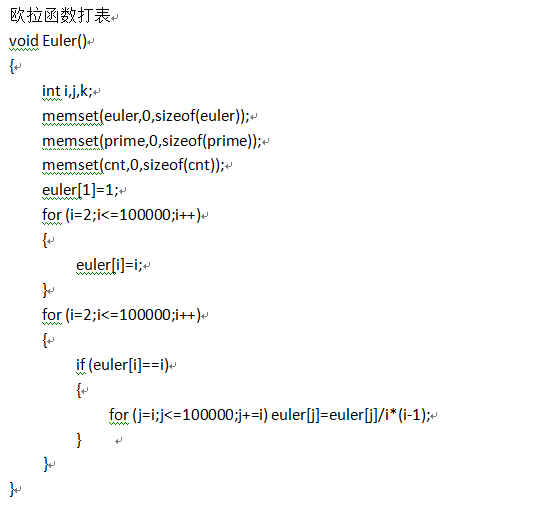 欧拉函数打表
void Euler()
{
int i,j,k;
memset(euler,0,sizeof(euler));
memset(prime,0,sizeof(prime));
memset(cnt,0,sizeof(cnt));
euler[1]=1;
for (i=2;i<=100000;i++)
{
euler[i]=i;
}
for (i=2;i<=100000;i++)
{
if (euler[i]==i)
{
for (j=i;j<=100000;j+=i) euler[j]=euler[j]/i*(i-1);
}
}
}